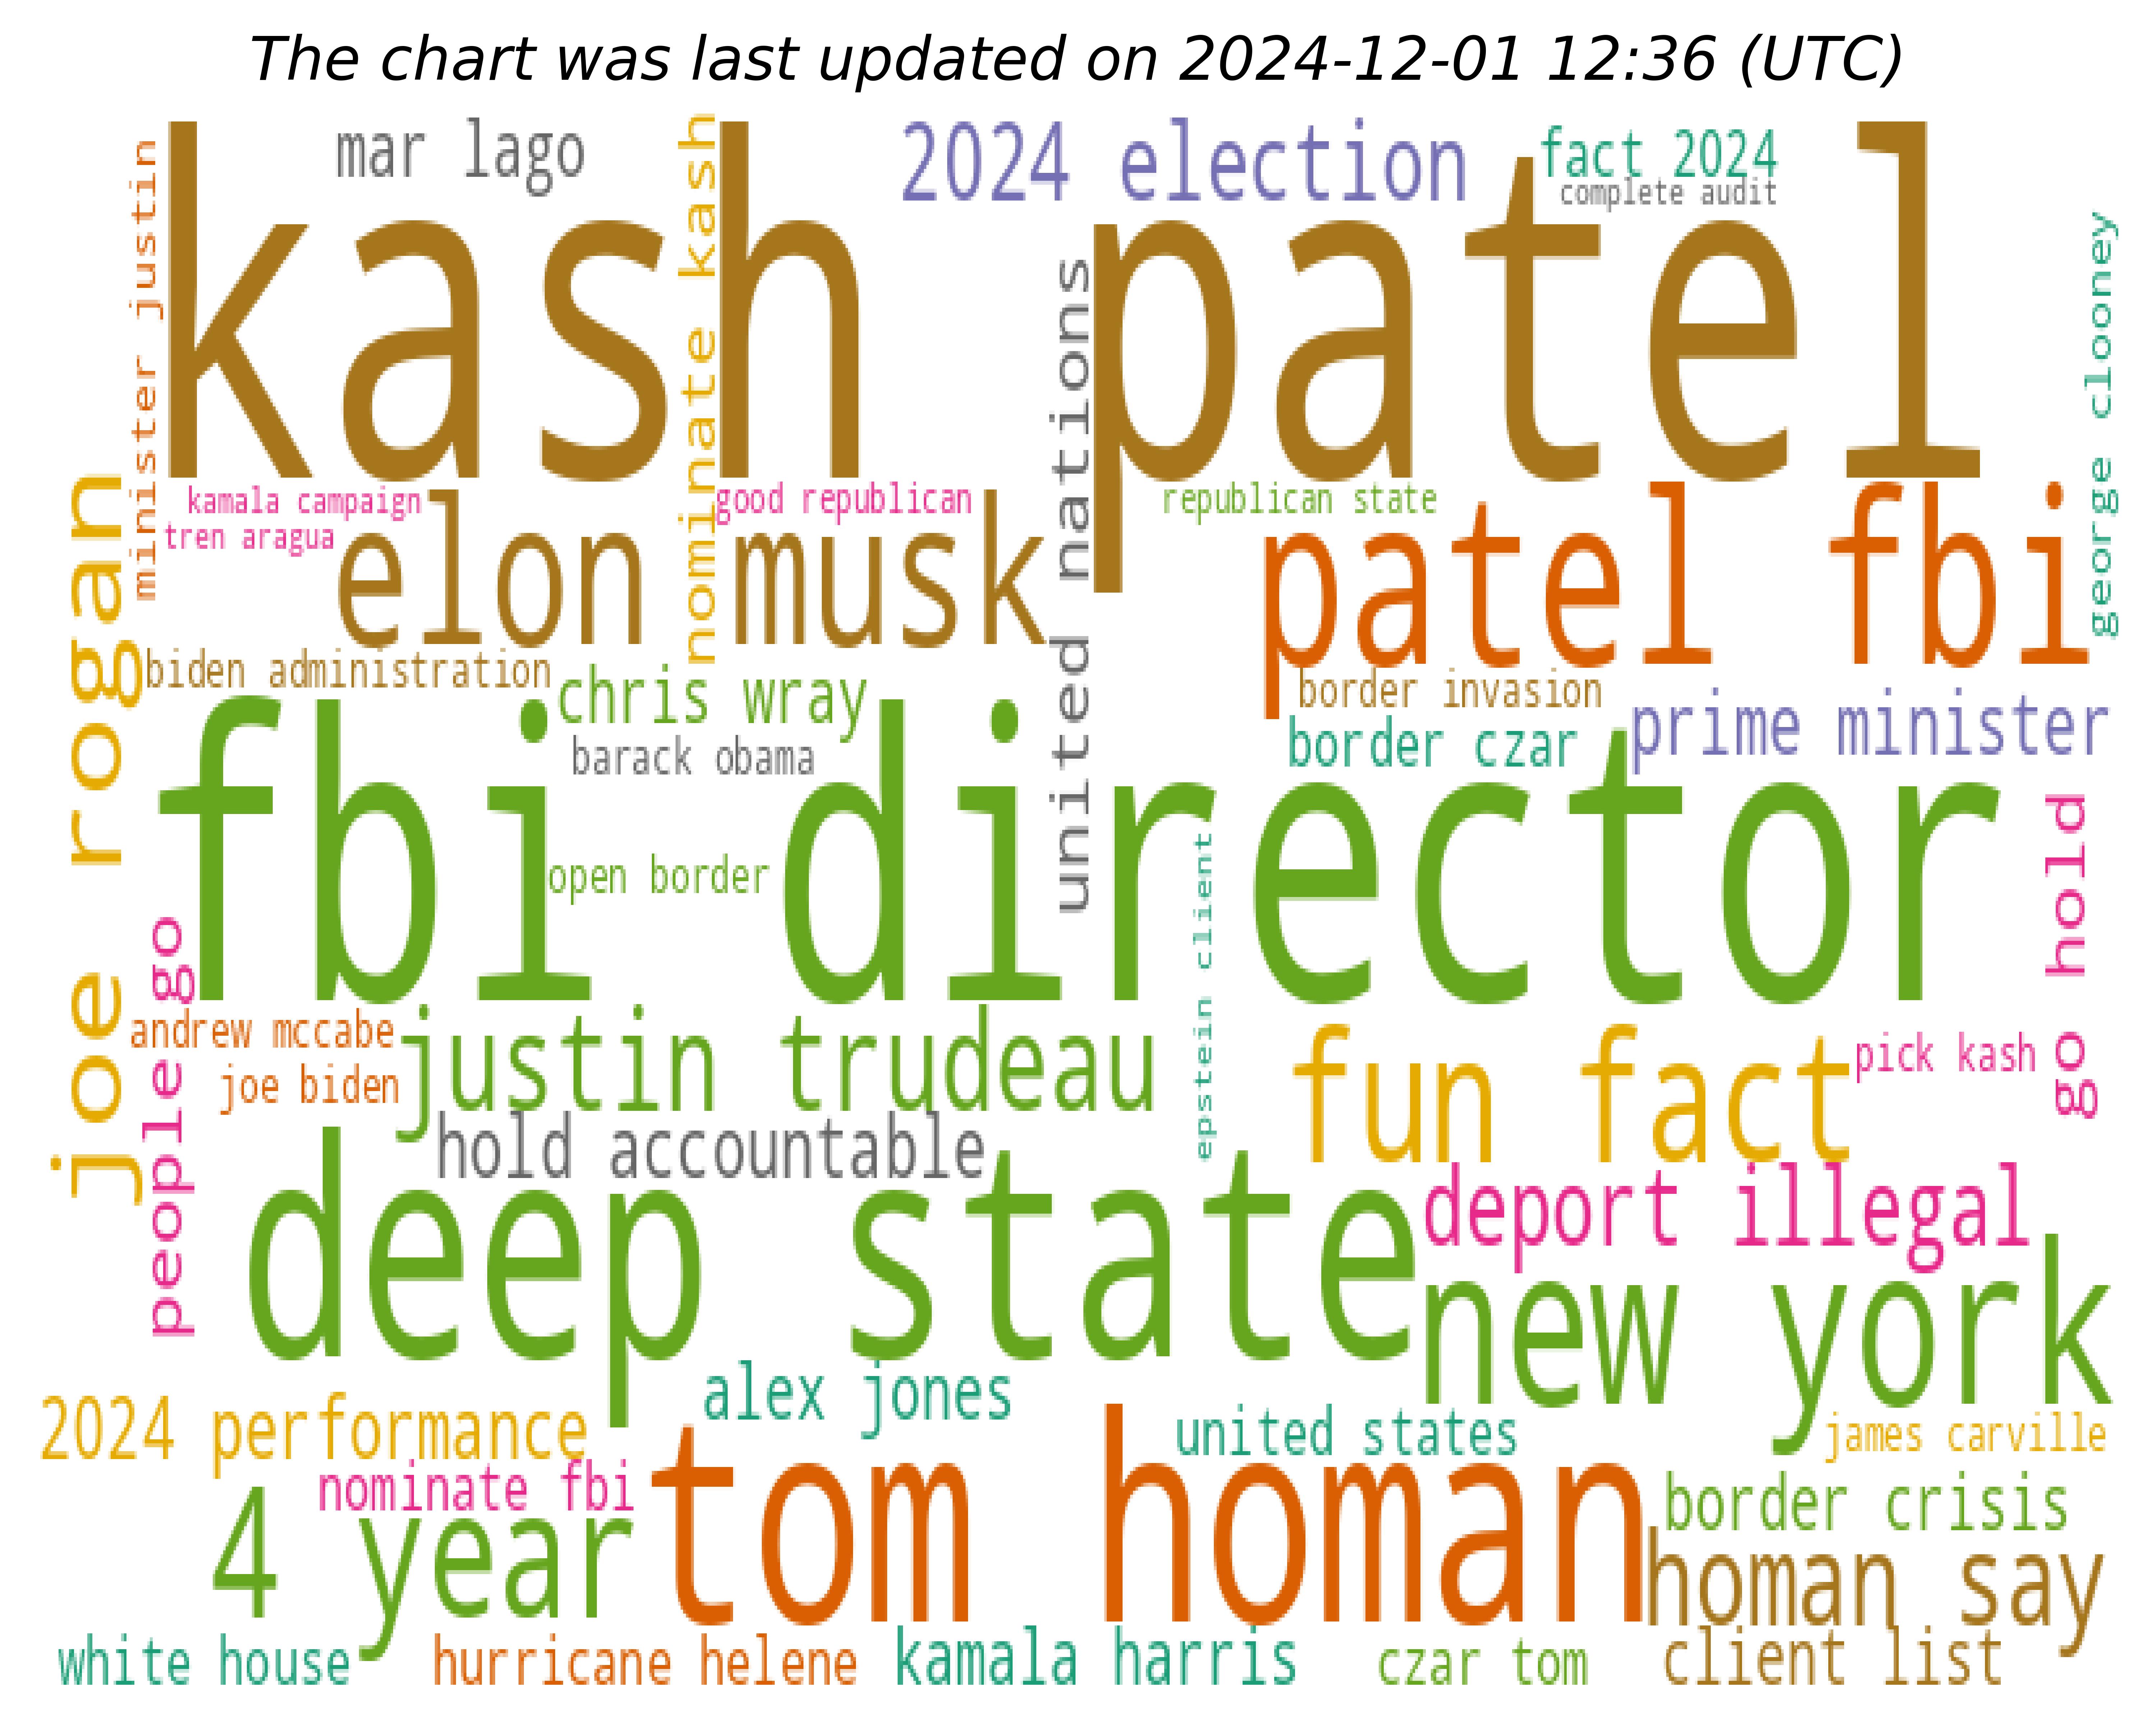 The chart was last updated on 2024-12-01 12:36 (UTC)
mar lago
2024 election
fact 2024
complete audit
minister justin
kash patel
nominate kash
united nations
george clooney
kamala campaign
good republican
republican state
tren aragua
elon musk
patel fbi
joe rogan
biden administration
chris wray
border invasion
border czar
prime minister
barack obama
fbi director
open border
epstein client
go hold
people go
andrew mccabe
justin trudeau
fun fact
pick kash
joe biden
hold accountable
deep state
deport illegal
new york
alex jones
2024 performance
united states
james carville
nominate fbi
4 year
tom homan
border crisis
homan say
white house
hurricane helene
kamala harris
czar tom
client list